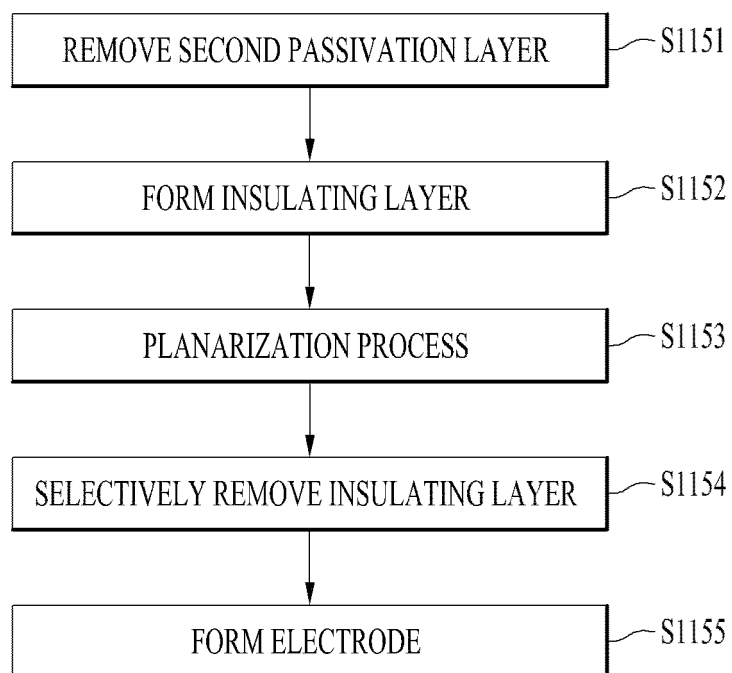 REMOVE SECOND PASSIVATION LAYER S1151
FORM INSULATING LAYER S1152
PLANARIZATION PROCESS S1153
SELECTIVELY REMOVE INSULATING LAYER S1154
FORM ELECTRODE S1155